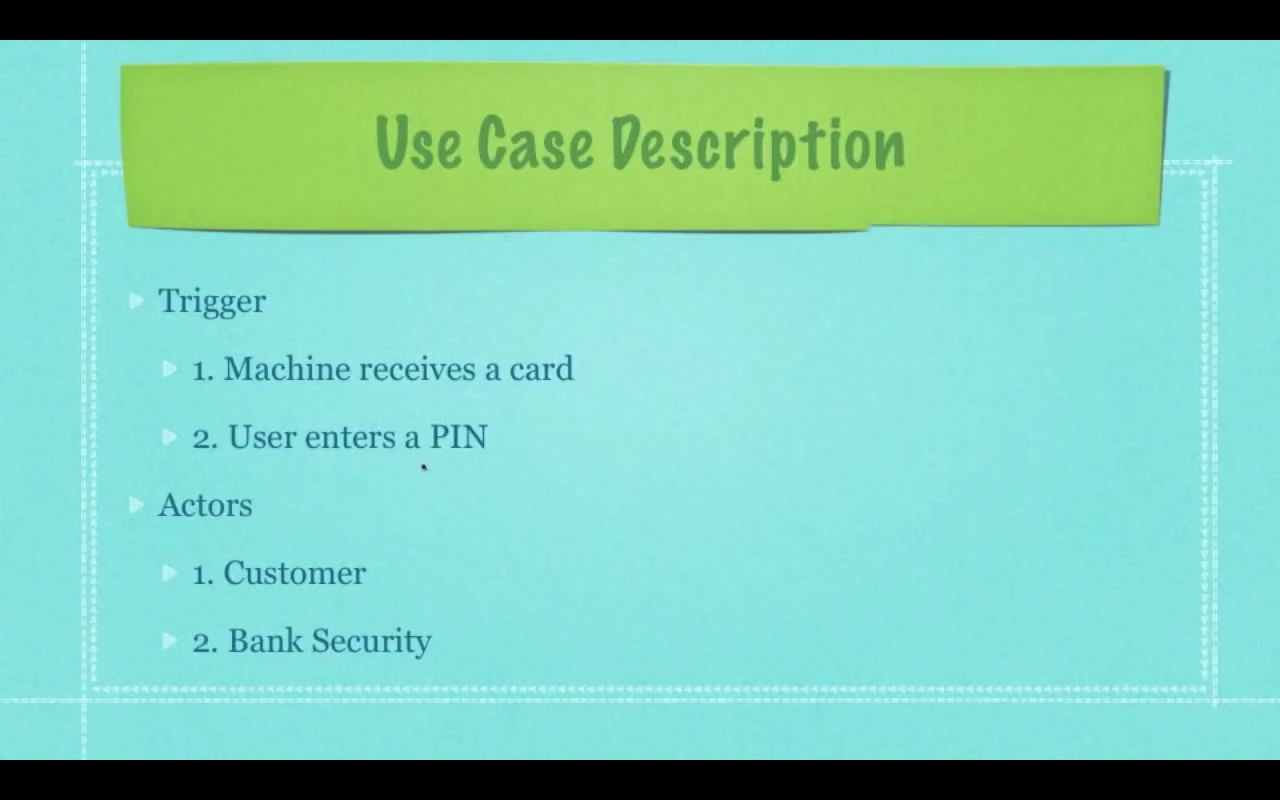 Use Case Description
Trigger
1. Machine receives a card
2. User enters a PIN
Actors
1. Customer
2. Bank Security